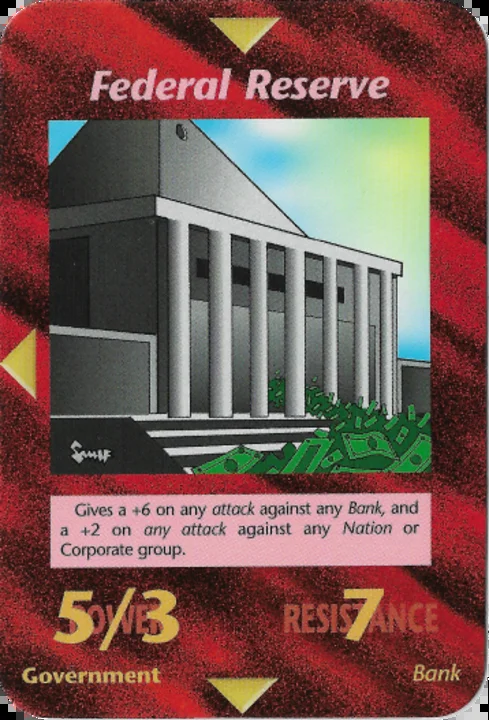 Federal Reserve
Gives a +6 on any attack against any Bank, and
a +2 on any attack against any Nation or
Corporate group.
5/3 POWER
7 RESISTANCE
Government
Bank